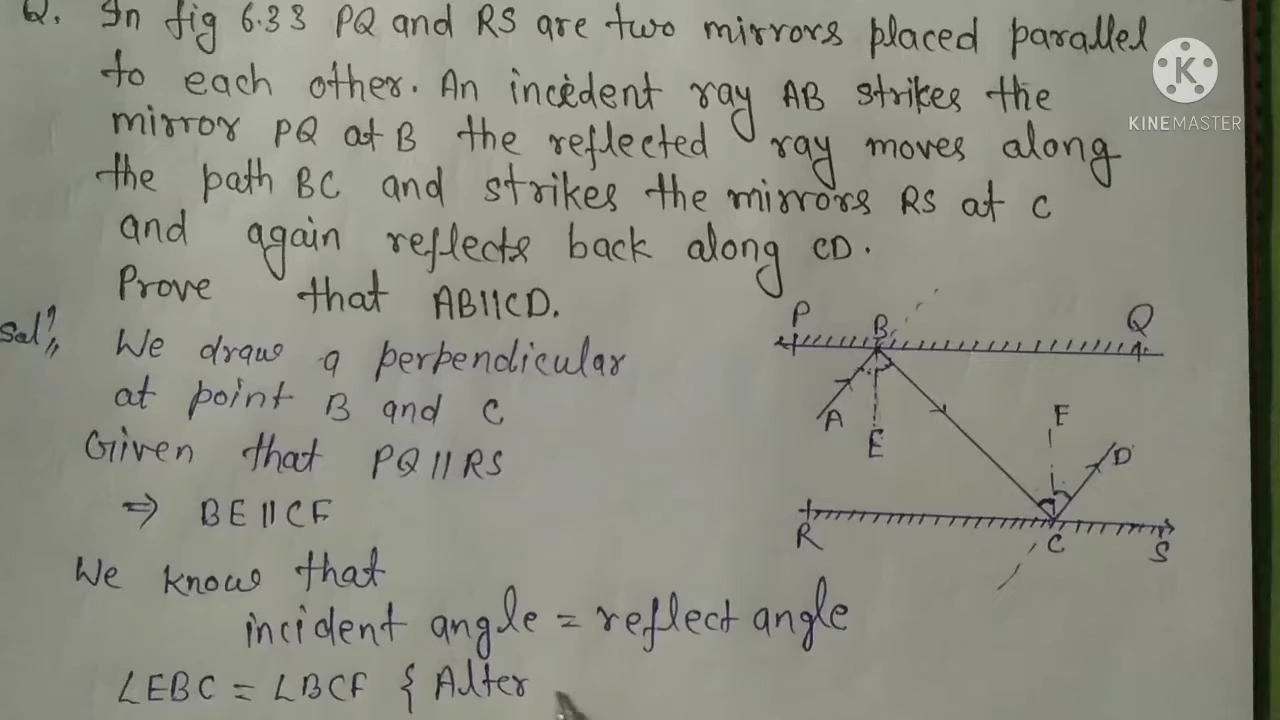 Q. In fig 6.33 PQ and RS are two mirrors placed parallel
to each other. An incident ray AB strikes the
mirror PQ at B the reflected ray moves along
the path BC and strikes the mirrors RS at C
and again reflects back along CD.
Prove that AB||CD.
Sol^n,, We draw a perpendicular
at point B and C
Given that PQ || RS
⇒ BE || CF
We know that
incident angle = reflect angle
∠EBC = ∠BCF { Alter
P B Q
A E F D
R C S
KINEMASTER